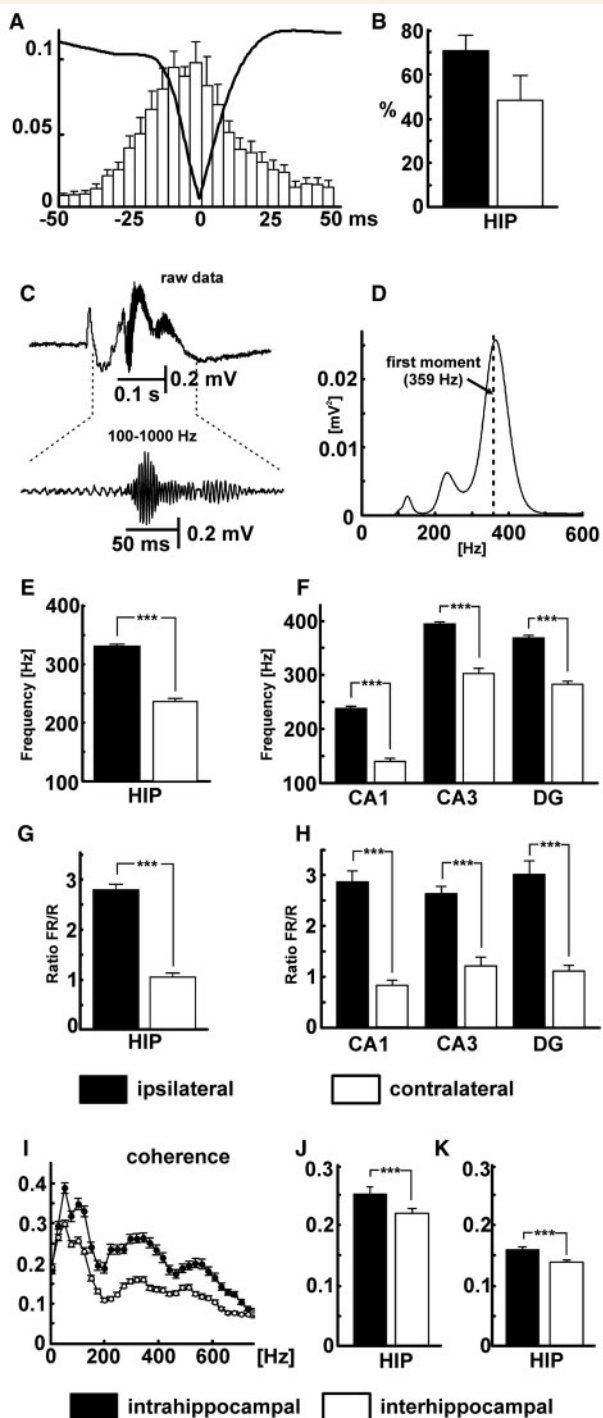 A
0.1
0.05
0
-50 -25 0 25 50 ms
B
80
60
%
40
20
0
HIP
C
raw data
0.1 s
0.2 mV
100-1000 Hz
50 ms
0.2 mV
D
first moment
(359 Hz)
[mV²]
0.02
0.01
0
0 200 400 600
[Hz]
E
Frequency [Hz]
400
300
200
100
***
HIP
F
Frequency [Hz]
400
300
200
100
*** *** ***
CA1 CA3 DG
G
Ratio FR/R
3
2
1
0
***
HIP
H
Ratio FR/R
3
2
1
0
*** *** ***
CA1 CA3 DG
ipsilateral contralateral
I
coherence
0.4
0.3
0.2
0.1
0
0 200 400 600 [Hz]
J
0.3
0.2
0.1
0
***
HIP
K
0.3
0.2
0.1
0
***
HIP
intrahippocampal interhippocampal